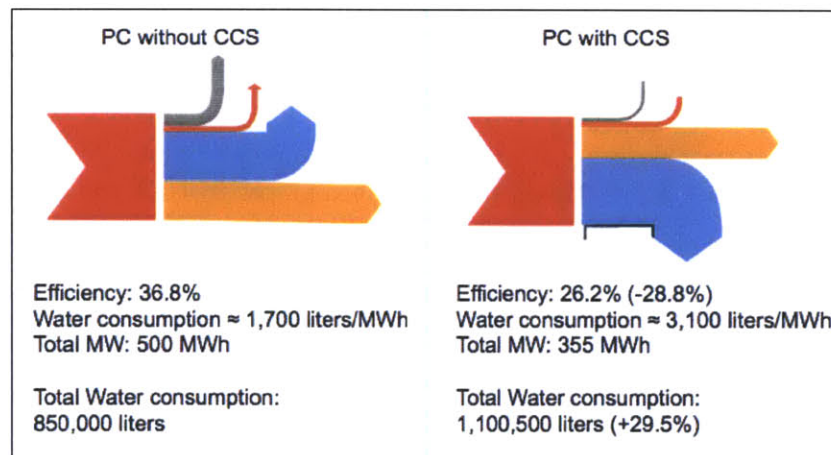 PC without CCS
Efficiency: 36.8%
Water consumption ≈ 1,700 liters/MWh
Total MW: 500 MWh
Total Water consumption:
850,000 liters
PC with CCS
Efficiency: 26.2% (-28.8%)
Water consumption ≈ 3,100 liters/MWh
Total MW: 355 MWh
Total Water consumption:
1,100,500 liters (+29.5%)